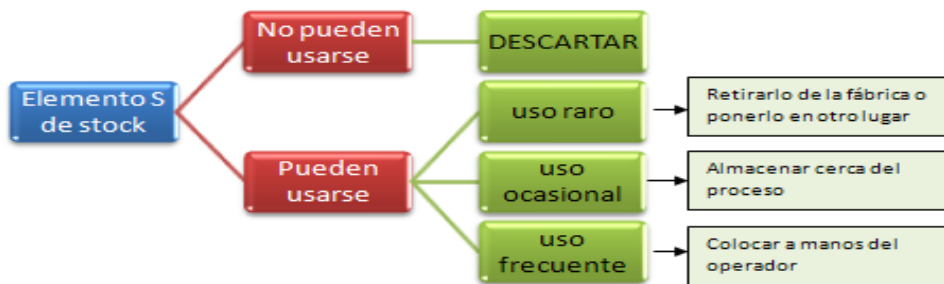 Elemento S
de stock
No pueden
usarse
DESCARTAR
Pueden
usarse
uso raro
Retirarlo de la fábrica o
ponerlo en otro lugar
uso
ocasional
Almacenar cerca del
proceso
uso
frecuente
Colocar a manos del
operador